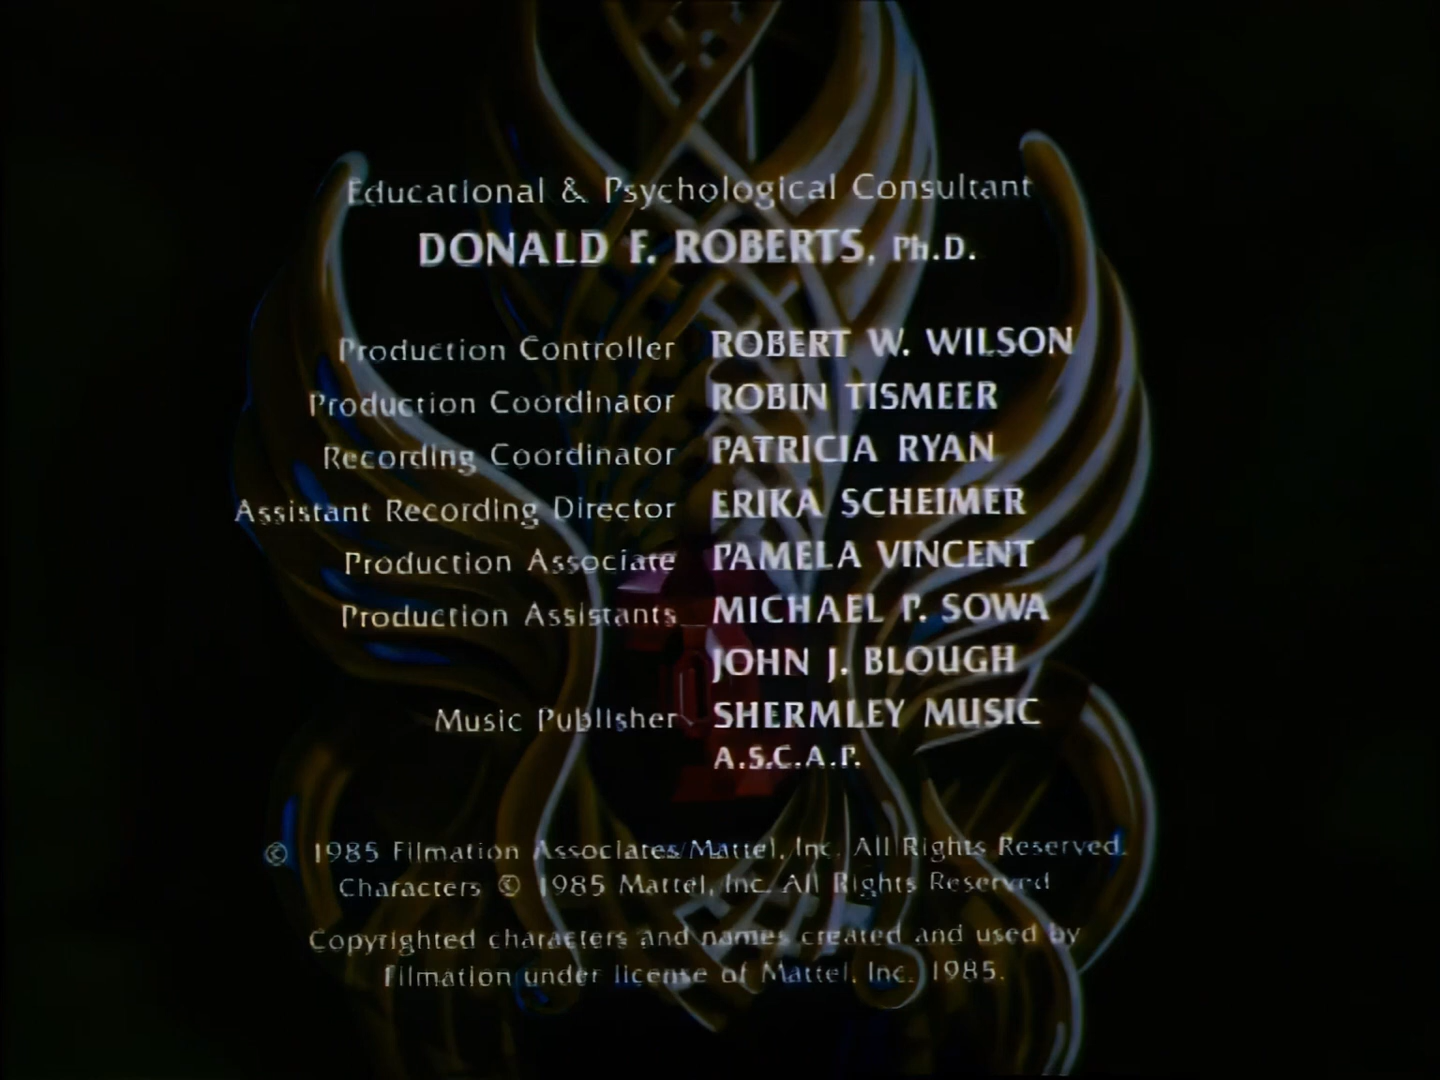 Educational & Psychological Consultant
DONALD F. ROBERTS, Ph.D.
Production Controller ROBERT W. WILSON
Production Coordinator ROBIN TISMEER
Recording Coordinator PATRICIA RYAN
Assistant Recording Director ERIKA SCHEIMER
Production Associate PAMELA VINCENT
Production Assistants MICHAEL P. SOWA
JOHN J. BLOUGH
Music Publisher SHERMLEY MUSIC
A.S.C.A.P.
© 1985 Filmation Associates/Mattel, Inc. All Rights Reserved.
Characters © 1985 Mattel, Inc. All Rights Reserved
Copyrighted characters and names created and used by
Filmation under license of Mattel, Inc. 1985.